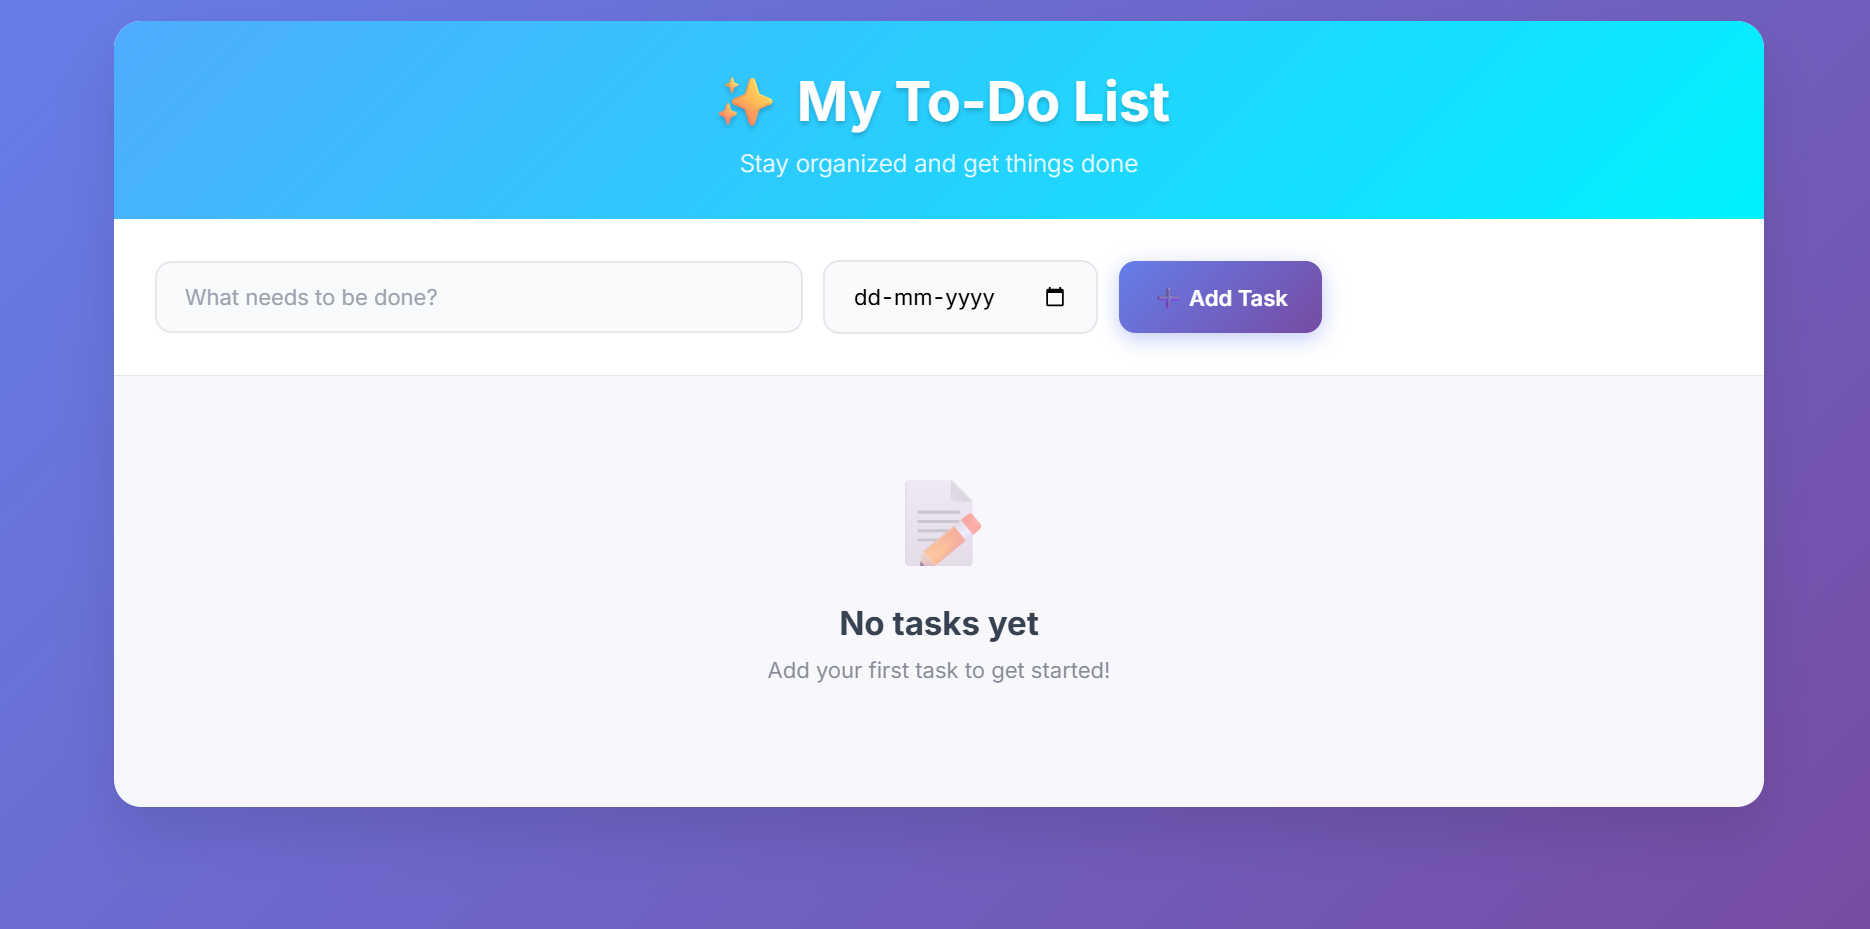 ✨ My To-Do List
Stay organized and get things done
What needs to be done?
dd-mm-yyyy
➕ Add Task
No tasks yet
Add your first task to get started!